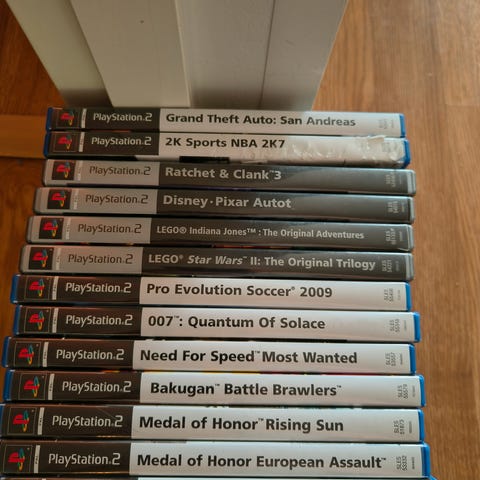 PlayStation.2 Grand Theft Auto: San Andreas
PlayStation.2 2K Sports NBA 2K7
PlayStation.2 Ratchet & Clank™3
PlayStation.2 Disney·Pixar Autot
PlayStation.2 LEGO® Indiana Jones™ : The Original Adventures
PlayStation.2 LEGO® Star Wars™ II: The Original Trilogy
PlayStation.2 Pro Evolution Soccer® 2009
PlayStation.2 007™: Quantum Of Solace
PlayStation.2 Need For Speed™ Most Wanted
PlayStation.2 Bakugan™ Battle Brawlers™
PlayStation.2 Medal of Honor™ Rising Sun
PlayStation.2 Medal of Honor European Assault™